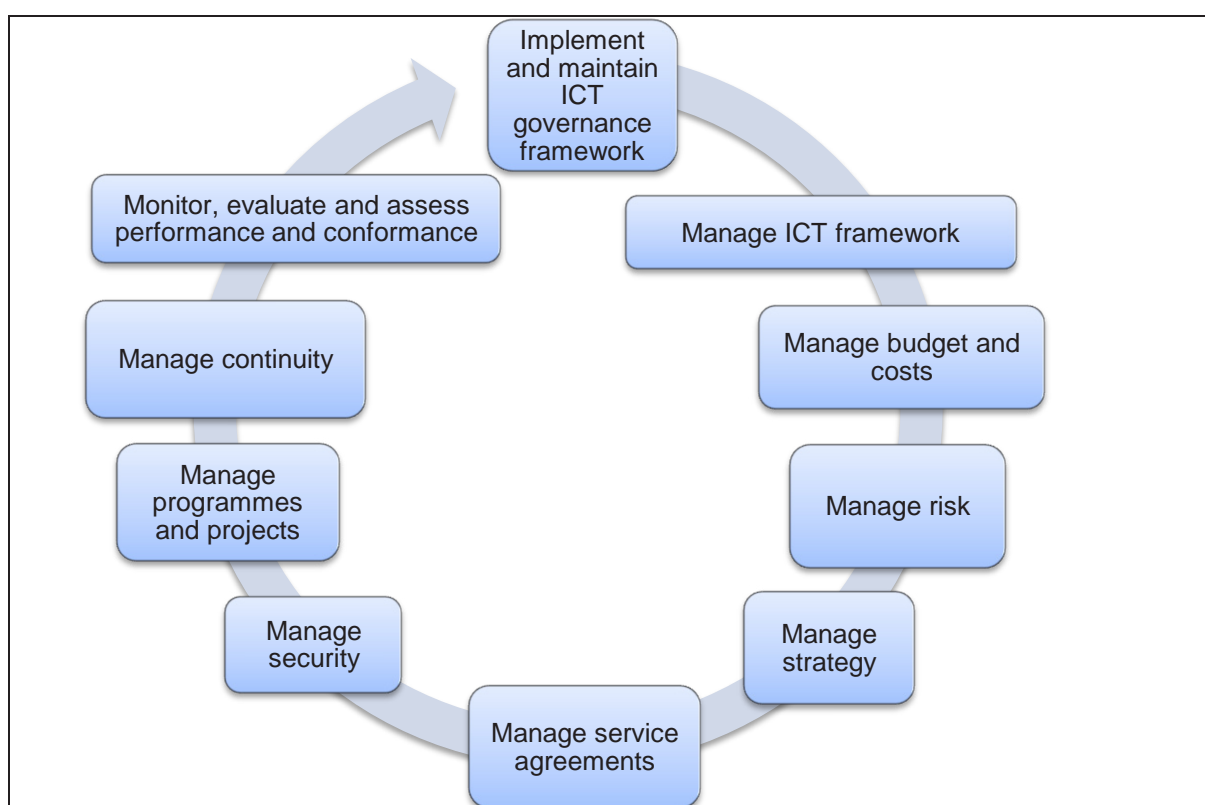 Implement
and maintain
ICT
governance
framework
Manage ICT framework
Manage budget and
costs
Manage risk
Manage
strategy
Manage service
agreements
Manage
security
Manage
programmes
and projects
Manage continuity
Monitor, evaluate and assess
performance and conformance